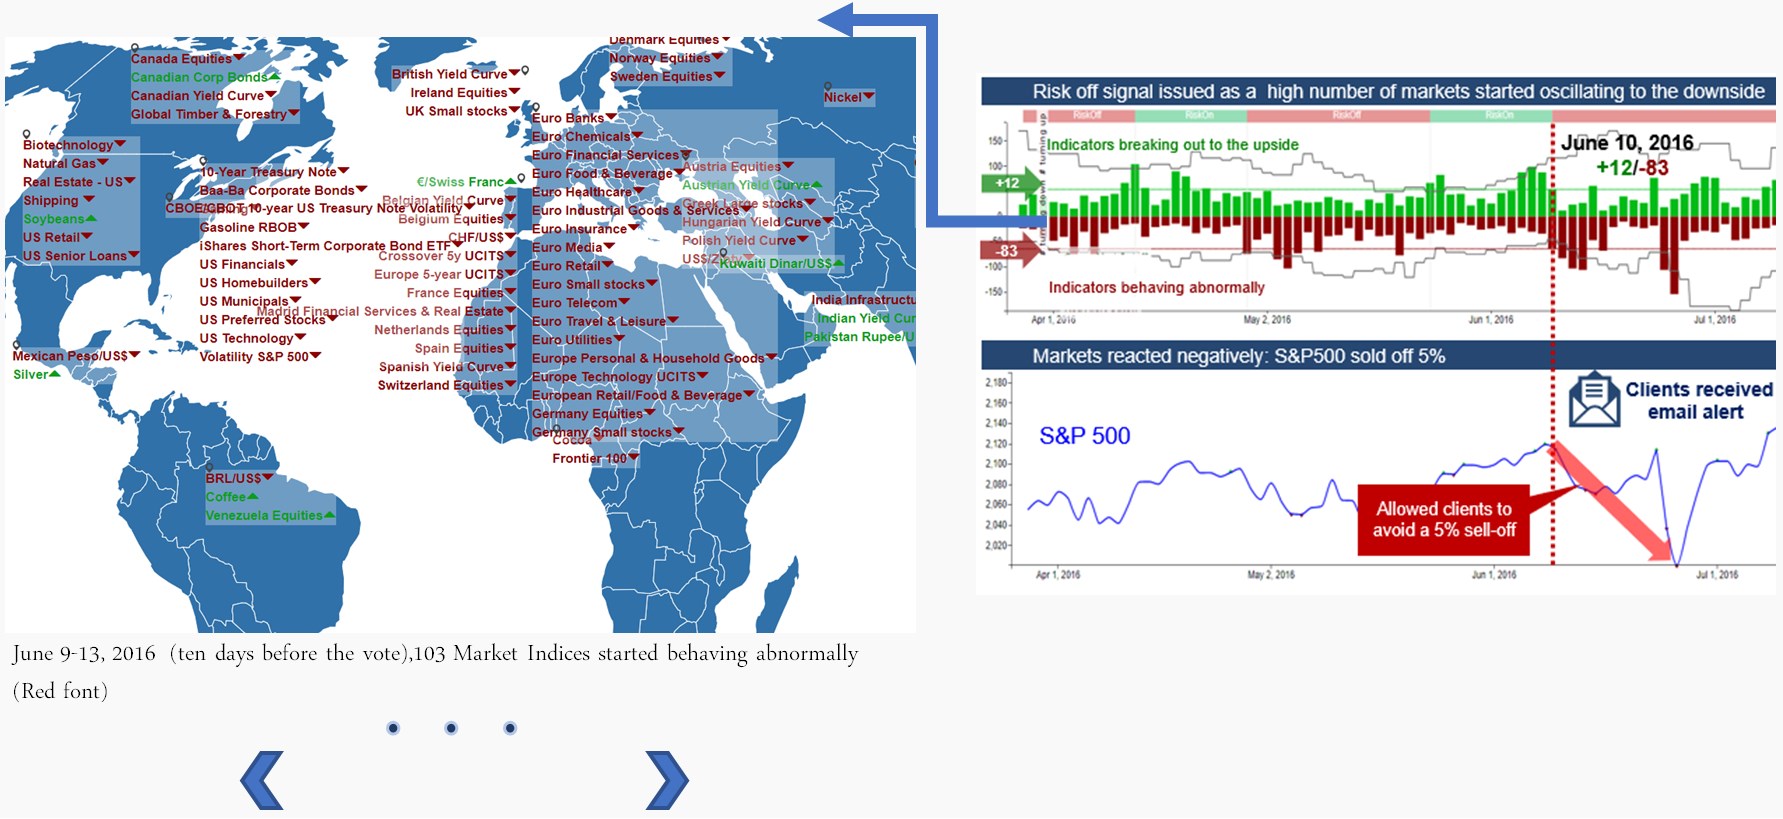 Canada Equities
Canadian Corp Bonds
Canadian Yield Curve
Global Timber & Forestry
Biotechnology
Natural Gas
Real Estate - US
Shipping
Soybeans
US Retail
US Senior Loans
10-Year Treasury Note
Baa-Ba Corporate Bonds
CBOE/CBOT 10-year US Treasury Note Volatility
Gasoline RBOB
iShares Short-Term Corporate Bond ETF
US Financials
US Homebuilders
US Municipals
US Preferred Stocks
US Technology
Volatility S&P 500
Mexican Peso/US$
Silver
BRL/US$
Coffee
Venezuela Equities
British Yield Curve
Ireland Equities
UK Small stocks
€/Swiss Franc
Belgian Yield Curve
Belgium Equities
CHF/US$
Crossover 5y UCITS
Europe 5-year UCITS
France Equities
Madrid Financial Services & Real Estate
Netherlands Equities
Spain Equities
Spanish Yield Curve
Switzerland Equities
Denmark Equities
Norway Equities
Sweden Equities
Euro Banks
Euro Chemicals
Euro Financial Services
Euro Food & Beverage
Euro Healthcare
Euro Industrial Goods & Services
Euro Insurance
Euro Media
Euro Retail
Euro Small stocks
Euro Telecom
Euro Travel & Leisure
Euro Utilities
Europe Personal & Household Goods
Europe Technology UCITS
European Retail/Food & Beverage
Germany Equities
Germany Small stocks
Cocoa
Frontier 100
Austria Equities
Austrian Yield Curve
Greek Large stocks
Hungarian Yield Curve
Polish Yield Curve
Kuwaiti Dinar/US$
Nickel
India Infrastructu
Indian Yield Cur
Pakistan Rupee/U
June 9-13, 2016 (ten days before the vote),103 Market Indices started behaving abnormally
(Red font)
Risk off signal issued as a high number of markets started oscillating to the downside
RiskOff RiskOn RiskOff RiskOn
Indicators breaking out to the upside
June 10, 2016
+12/-83
150
100
+12
0
-83
-100
-150
Indicators behaving abnormally
Apr 1, 2016 May 2, 2016 Jun 1, 2016 Jul 1, 2016
Markets reacted negatively: S&P500 sold off 5%
Clients received
email alert
S&P 500
Allowed clients to
avoid a 5% sell-off
2,180
2,160
2,140
2,120
2,100
2,080
2,060
2,040
2,020
Apr 1, 2016 May 2, 2016 Jun 1, 2016 Jul 1, 2016